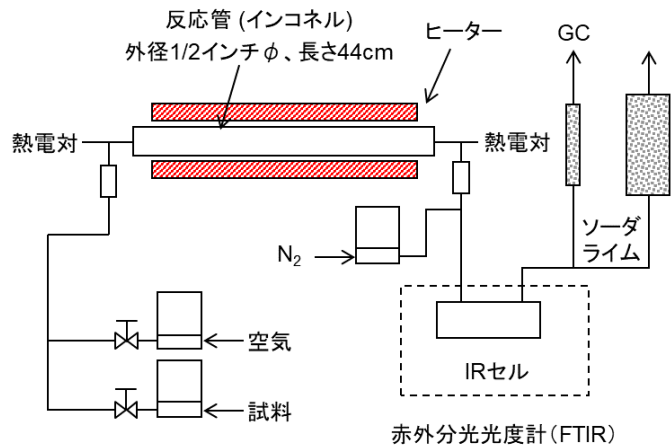 反応管 (インコネル)
外径1/2インチφ、長さ44cm
ヒーター
GC
熱電対
熱電対
ソーダ
ライム
N₂
空気
試料
IRセル
赤外分光光度計(FTIR)